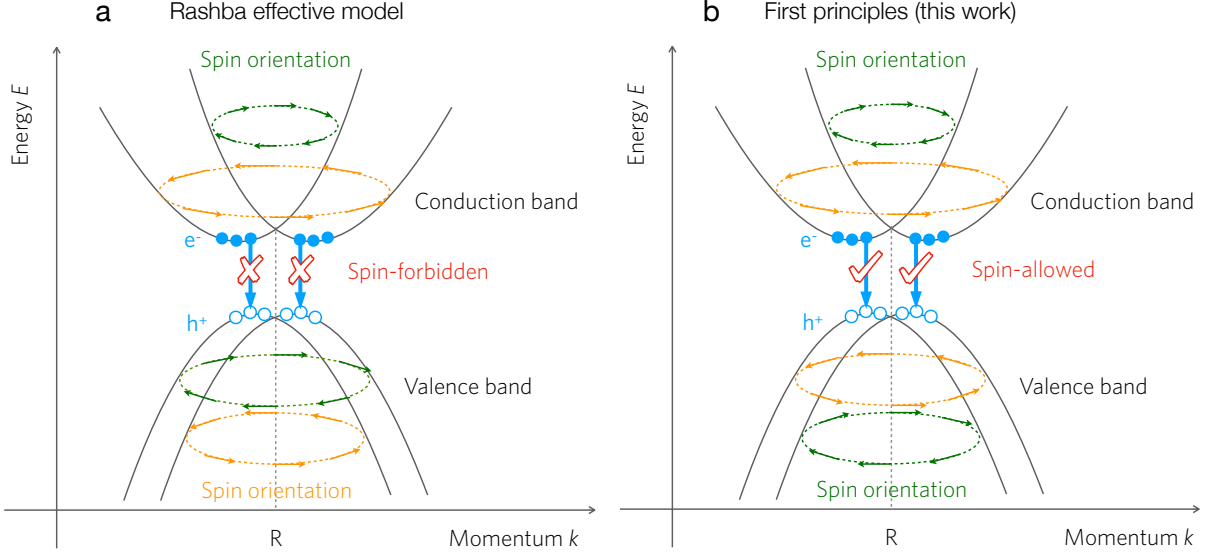 a Rashba effective model
Spin orientation
Energy E
Conduction band
e-
Spin-forbidden
h+
Valence band
Spin orientation
R
Momentum k
b First principles (this work)
Spin orientation
Energy E
Conduction band
e-
Spin-allowed
h+
Valence band
Spin orientation
R
Momentum k